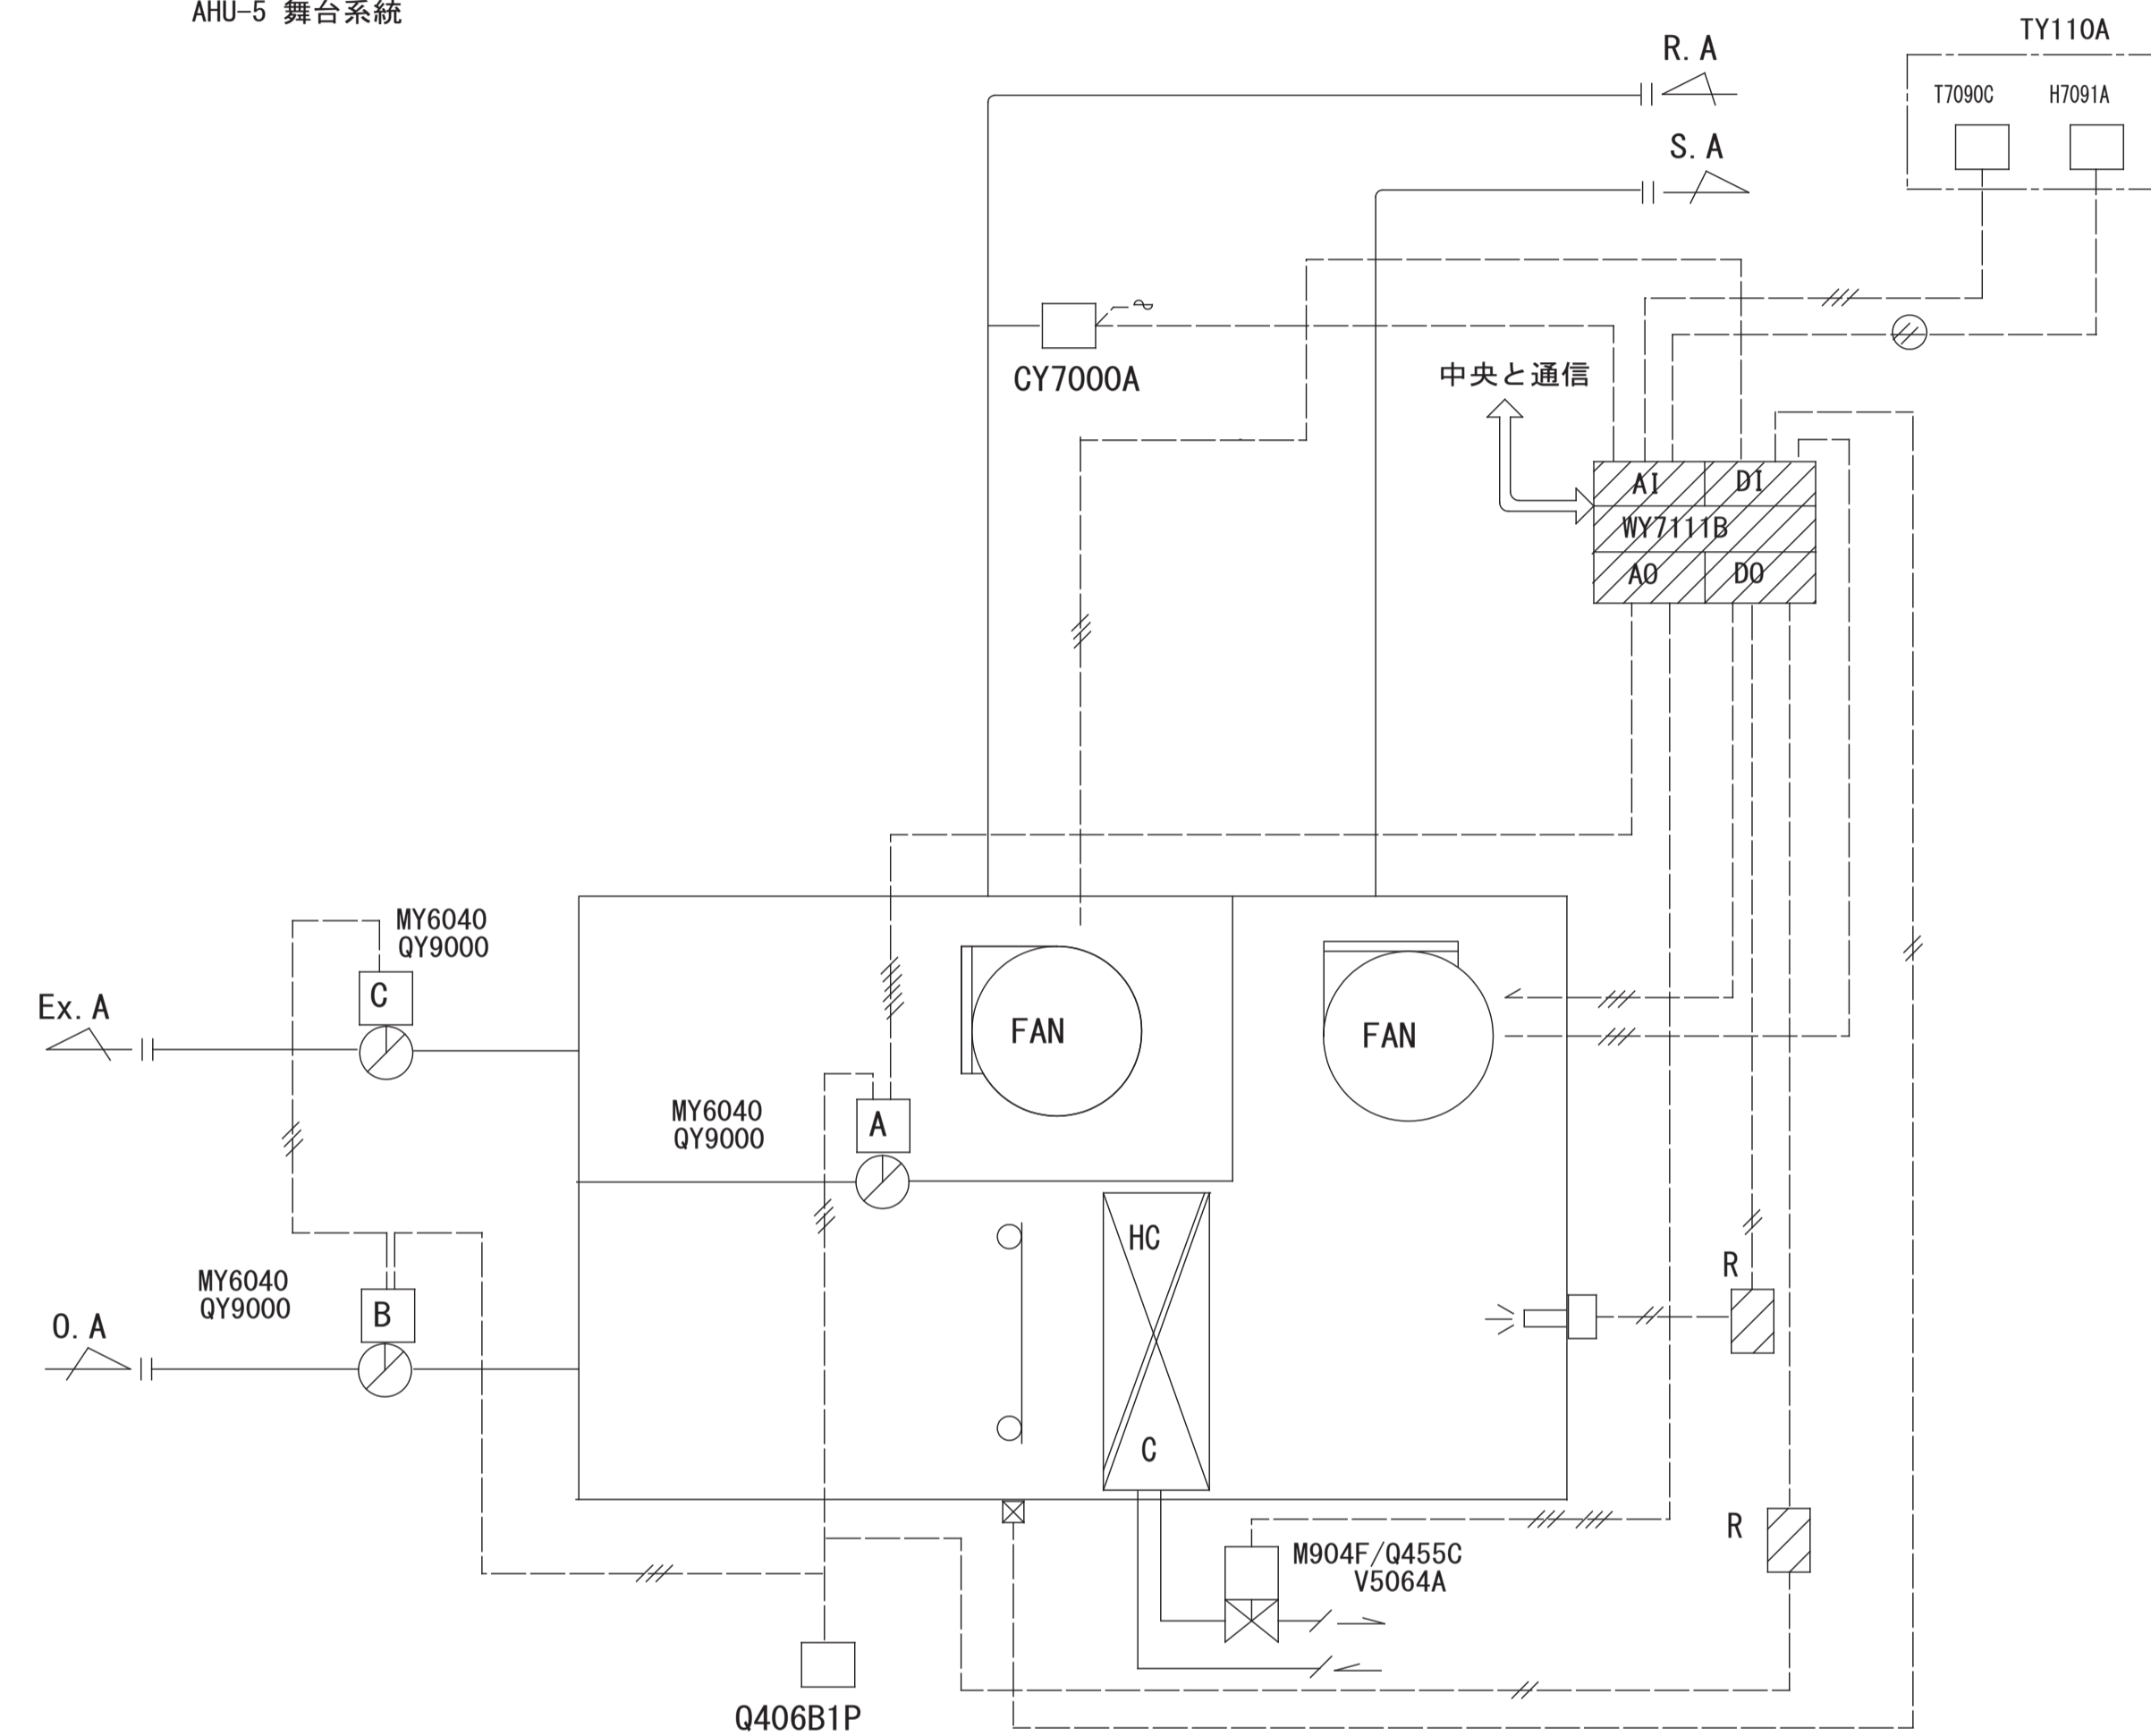 AHU-5 舞台系統
TY110A
R.A
T7090C
H7091A
S.A
CY7000A
中央と通信
AI
DI
WY7111B
AO
DO
MY6040
QY9000
C
Ex.A
FAN
FAN
MY6040
QY9000
A
HC
R
MY6040
QY9000
B
O.A
C
R
M904F/Q455C
V5064A
Q406B1P